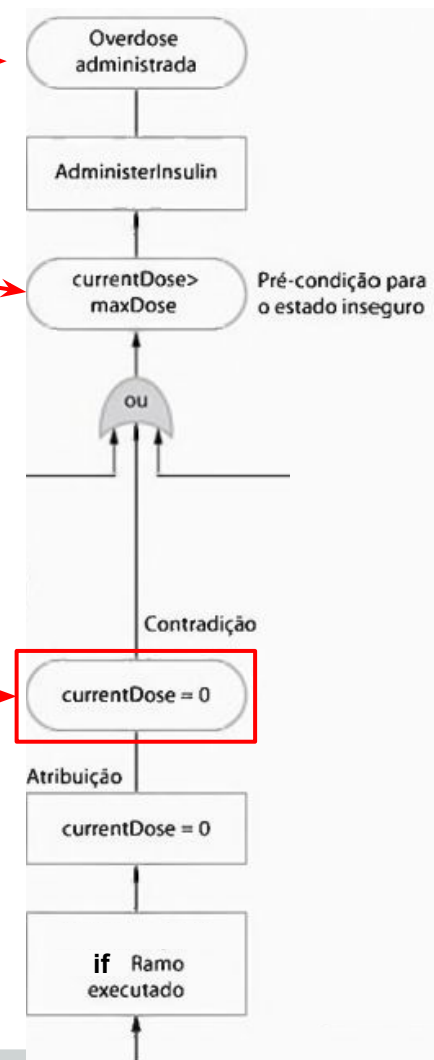 Overdose
administrada
AdministerInsulin
currentDose>
maxDose
Pré-condição para
o estado inseguro
ou
Contradição
currentDose = 0
Atribuição
currentDose = 0
if Ramo
executado